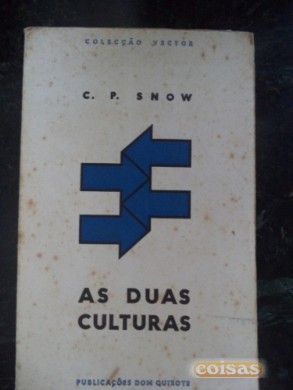 COLECÇÃO VECTOR
C. P. SNOW
AS DUAS
CULTURAS
PUBLICAÇÕES DOM QUIXOTE
coisas